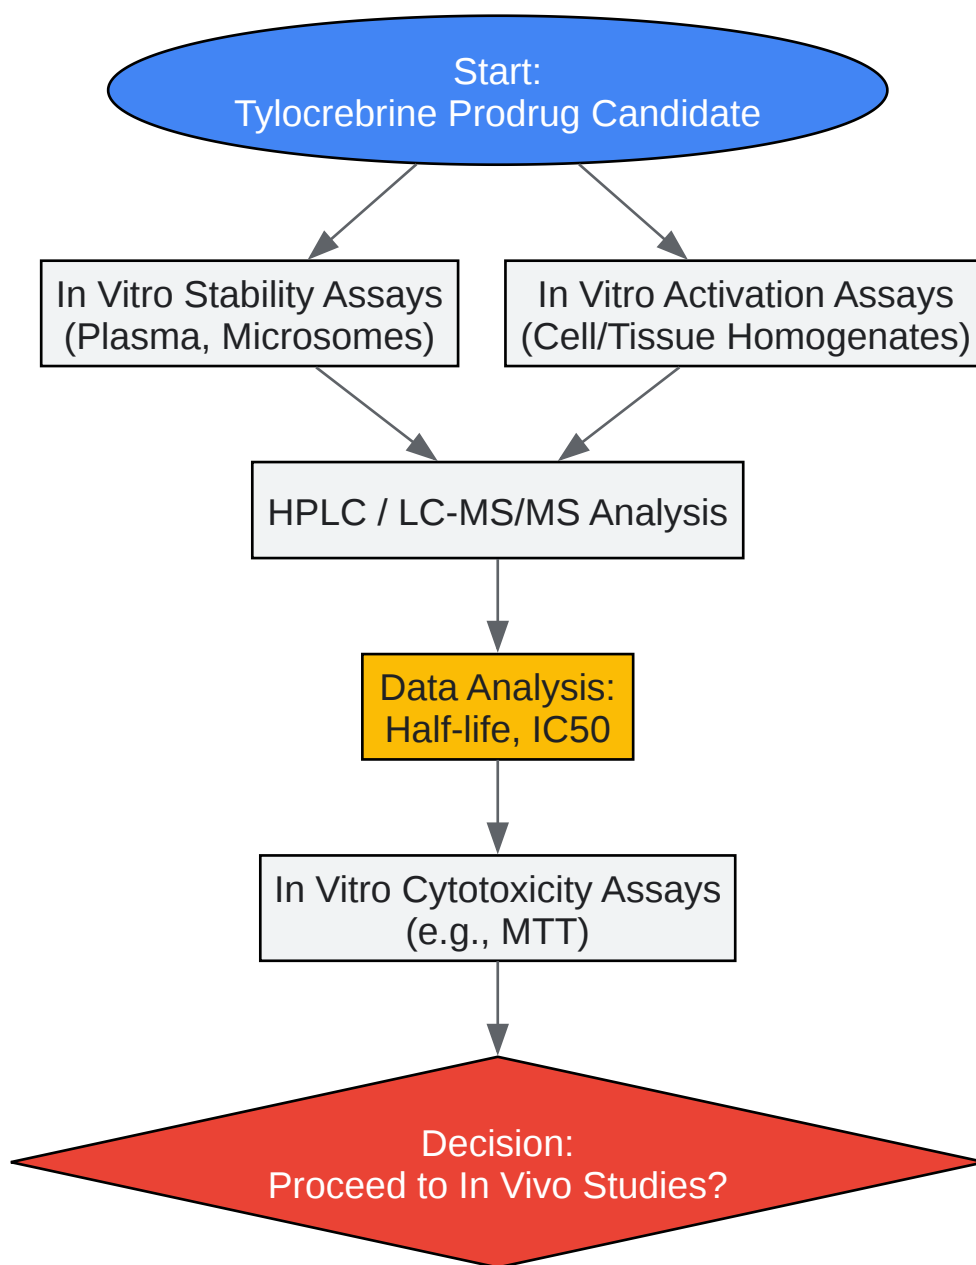 Start:
Tylocrebrine Prodrug Candidate
In Vitro Stability Assays
(Plasma, Microsomes)
In Vitro Activation Assays
(Cell/Tissue Homogenates)
HPLC / LC-MS/MS Analysis
Data Analysis:
Half-life, IC50
In Vitro Cytotoxicity Assays
(e.g., MTT)
Decision:
Proceed to In Vivo Studies?